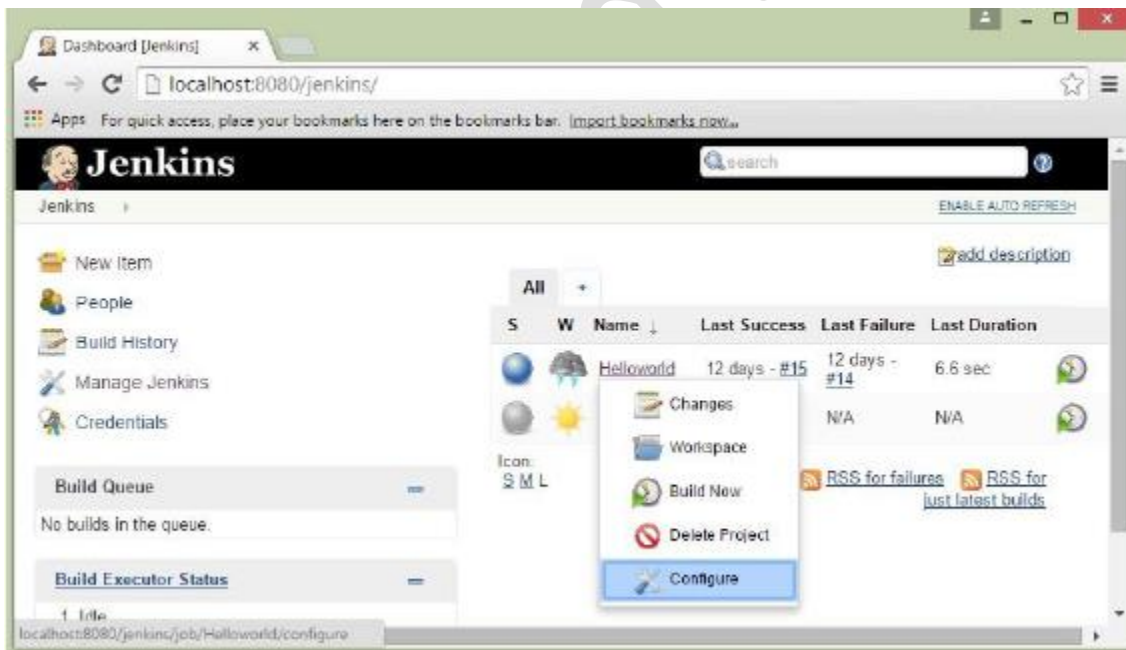 Dashboard [Jenkins]
localhost:8080/jenkins/
Apps For quick access, place your bookmarks here on the bookmarks bar. Import bookmarks now...
Jenkins
search
Jenkins
ENABLE AUTO REFRESH
New Item
People
Build History
Manage Jenkins
Credentials
Build Queue
No builds in the queue.
Build Executor Status
1 Idle
add description
All +
S W Name ↓ Last Success Last Failure Last Duration
Helloworld 12 days - #15 12 days - #14 6.6 sec
N/A N/A
Changes
Workspace
Build Now
Delete Project
Configure
Icon:
S M L
RSS for failures RSS for
just latest builds
localhost:8080/jenkins/job/Helloworld/configure